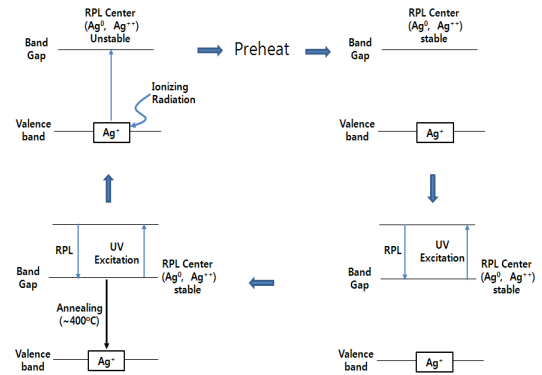 RPL Center
(Ag⁰, Ag⁺⁺)
Unstable
Band
Gap
Ionizing
Radiation
Valence
band
Ag⁺
Preheat
RPL Center
(Ag⁰, Ag⁺⁺)
stable
Band
Gap
Valence
band
Ag⁺
RPL
UV
Excitation
Band
Gap
RPL Center
(Ag⁰, Ag⁺⁺)
stable
Annealing
(~400⁰C)
Valence
band
Ag⁺
RPL
UV
Excitation
Band
Gap
RPL Center
(Ag⁰, Ag⁺⁺)
stable
Valence
band
Ag⁺